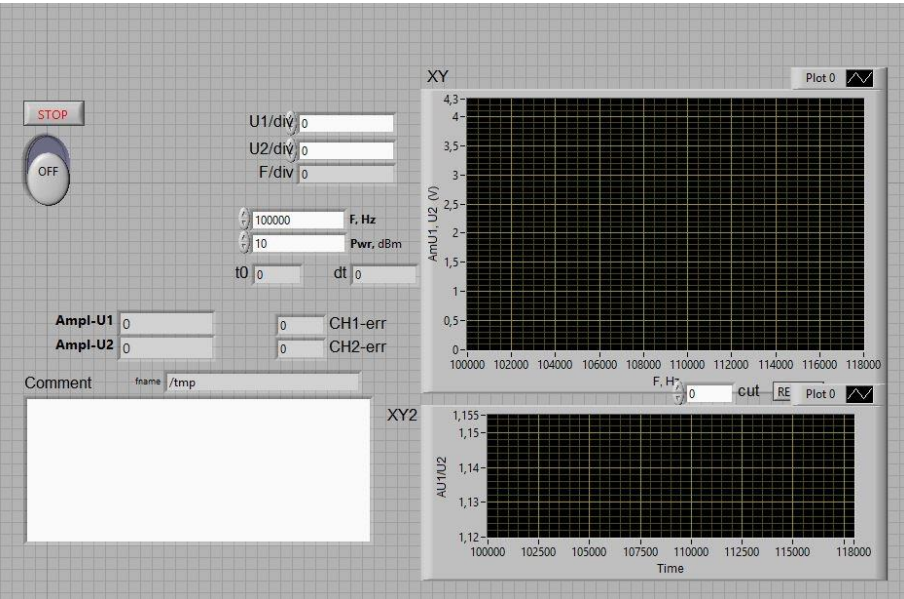 XY
Plot 0
STOP
OFF
U1/div 0
U2/div 0
F/div 0
100000 F, Hz
10 Pwr, dBm
t0 0 dt 0
Ampl-U1 0
Ampl-U2 0
0 CH1-err
0 CH2-err
Comment
fname /tmp
AmU1, U2 (V)
4,3
4
3,5
3
2,5
2
1,5
1
0,5
0
100000 102000 104000 106000 108000 110000 112000 114000 116000 118000
F, Hz
0 cut RE
Plot 0
XY2
AU1/U2
1,155
1,15
1,14
1,13
1,12
100000 102500 105000 107500 110000 112500 115000 118000
Time